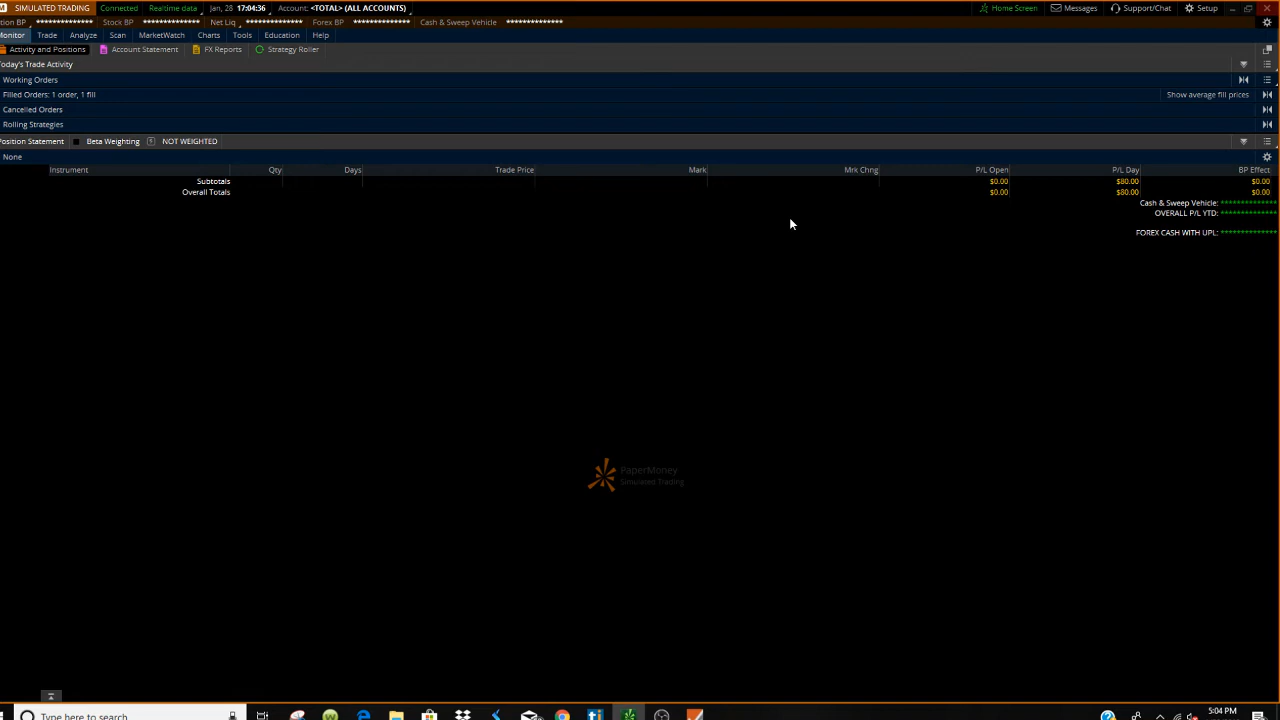 SIMULATED TRADING Connected Realtime data Jan, 28 17:04:36 Account: <TOTAL> (ALL ACCOUNTS) Home Screen Messages Support/Chat Setup
tion BP ************** Stock BP ************** Net Liq ************** Forex BP ************** Cash & Sweep Vehicle **************
Monitor Trade Analyze Scan MarketWatch Charts Tools Education Help
Activity and Positions Account Statement FX Reports Strategy Roller
oday's Trade Activity
Working Orders
Filled Orders: 1 order, 1 fill Show average fill prices
Cancelled Orders
Rolling Strategies
Position Statement Beta Weighting NOT WEIGHTED
None
Instrument Qty Days Trade Price Mark Mrk Chng P/L Open P/L Day BP Effect
Subtotals $0.00 $80.00 $0.00
Overall Totals $0.00 $80.00 $0.00
Cash & Sweep Vehicle: **************
OVERALL P/L YTD: **************
FOREX CASH WITH UPL: **************
PaperMoney
Simulated Trading
Type here to search
5:04 PM